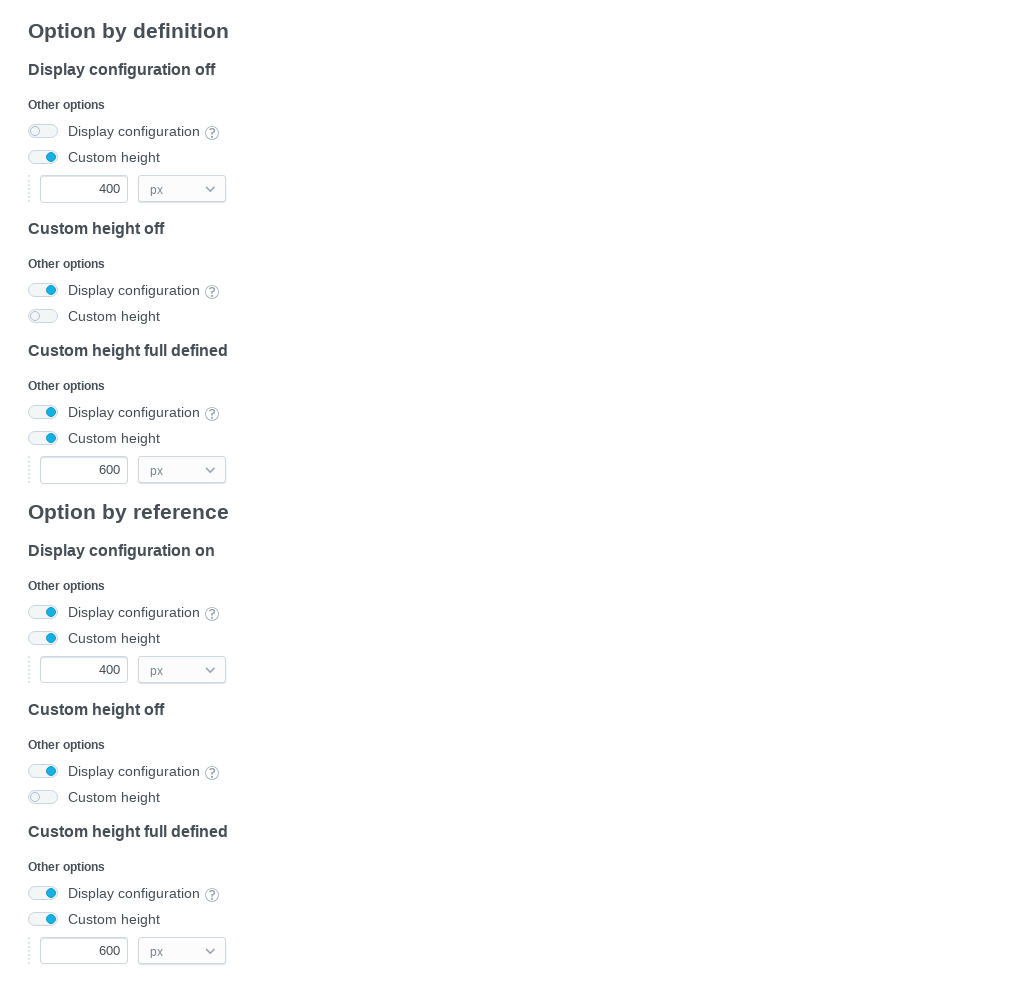 Option by definition
Display configuration off
Other options
Display configuration ?
Custom height
400 px
Custom height off
Other options
Display configuration ?
Custom height
Custom height full defined
Other options
Display configuration ?
Custom height
600 px
Option by reference
Display configuration on
Other options
Display configuration ?
Custom height
400 px
Custom height off
Other options
Display configuration ?
Custom height
Custom height full defined
Other options
Display configuration ?
Custom height
600 px